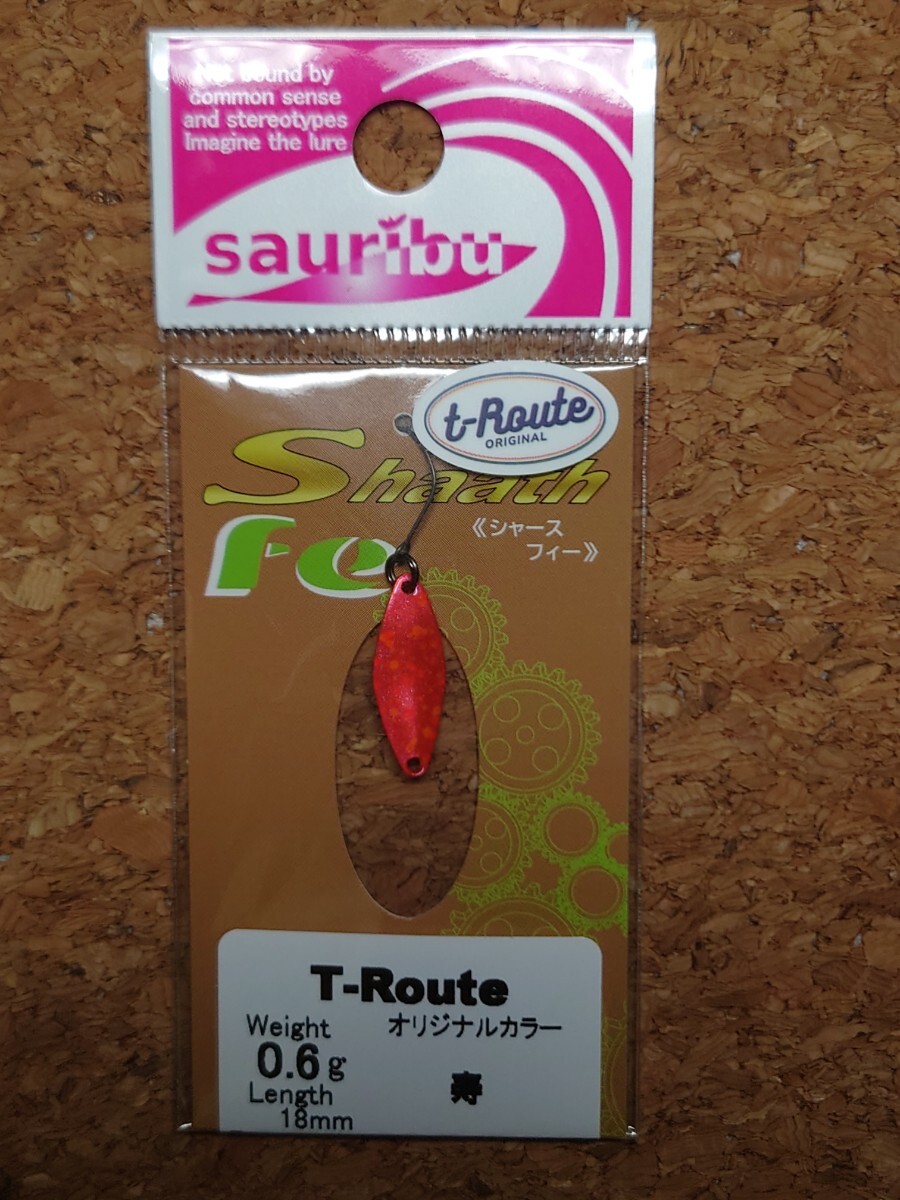 Not bound by
common sense
and stereotypes
Imagine the lure
sauribu
t-Route
ORIGINAL
Shaath
Fe
《シャース
フィー》
T-Route
Weight
オリジナルカラー
0.6g
寿
Length
18mm